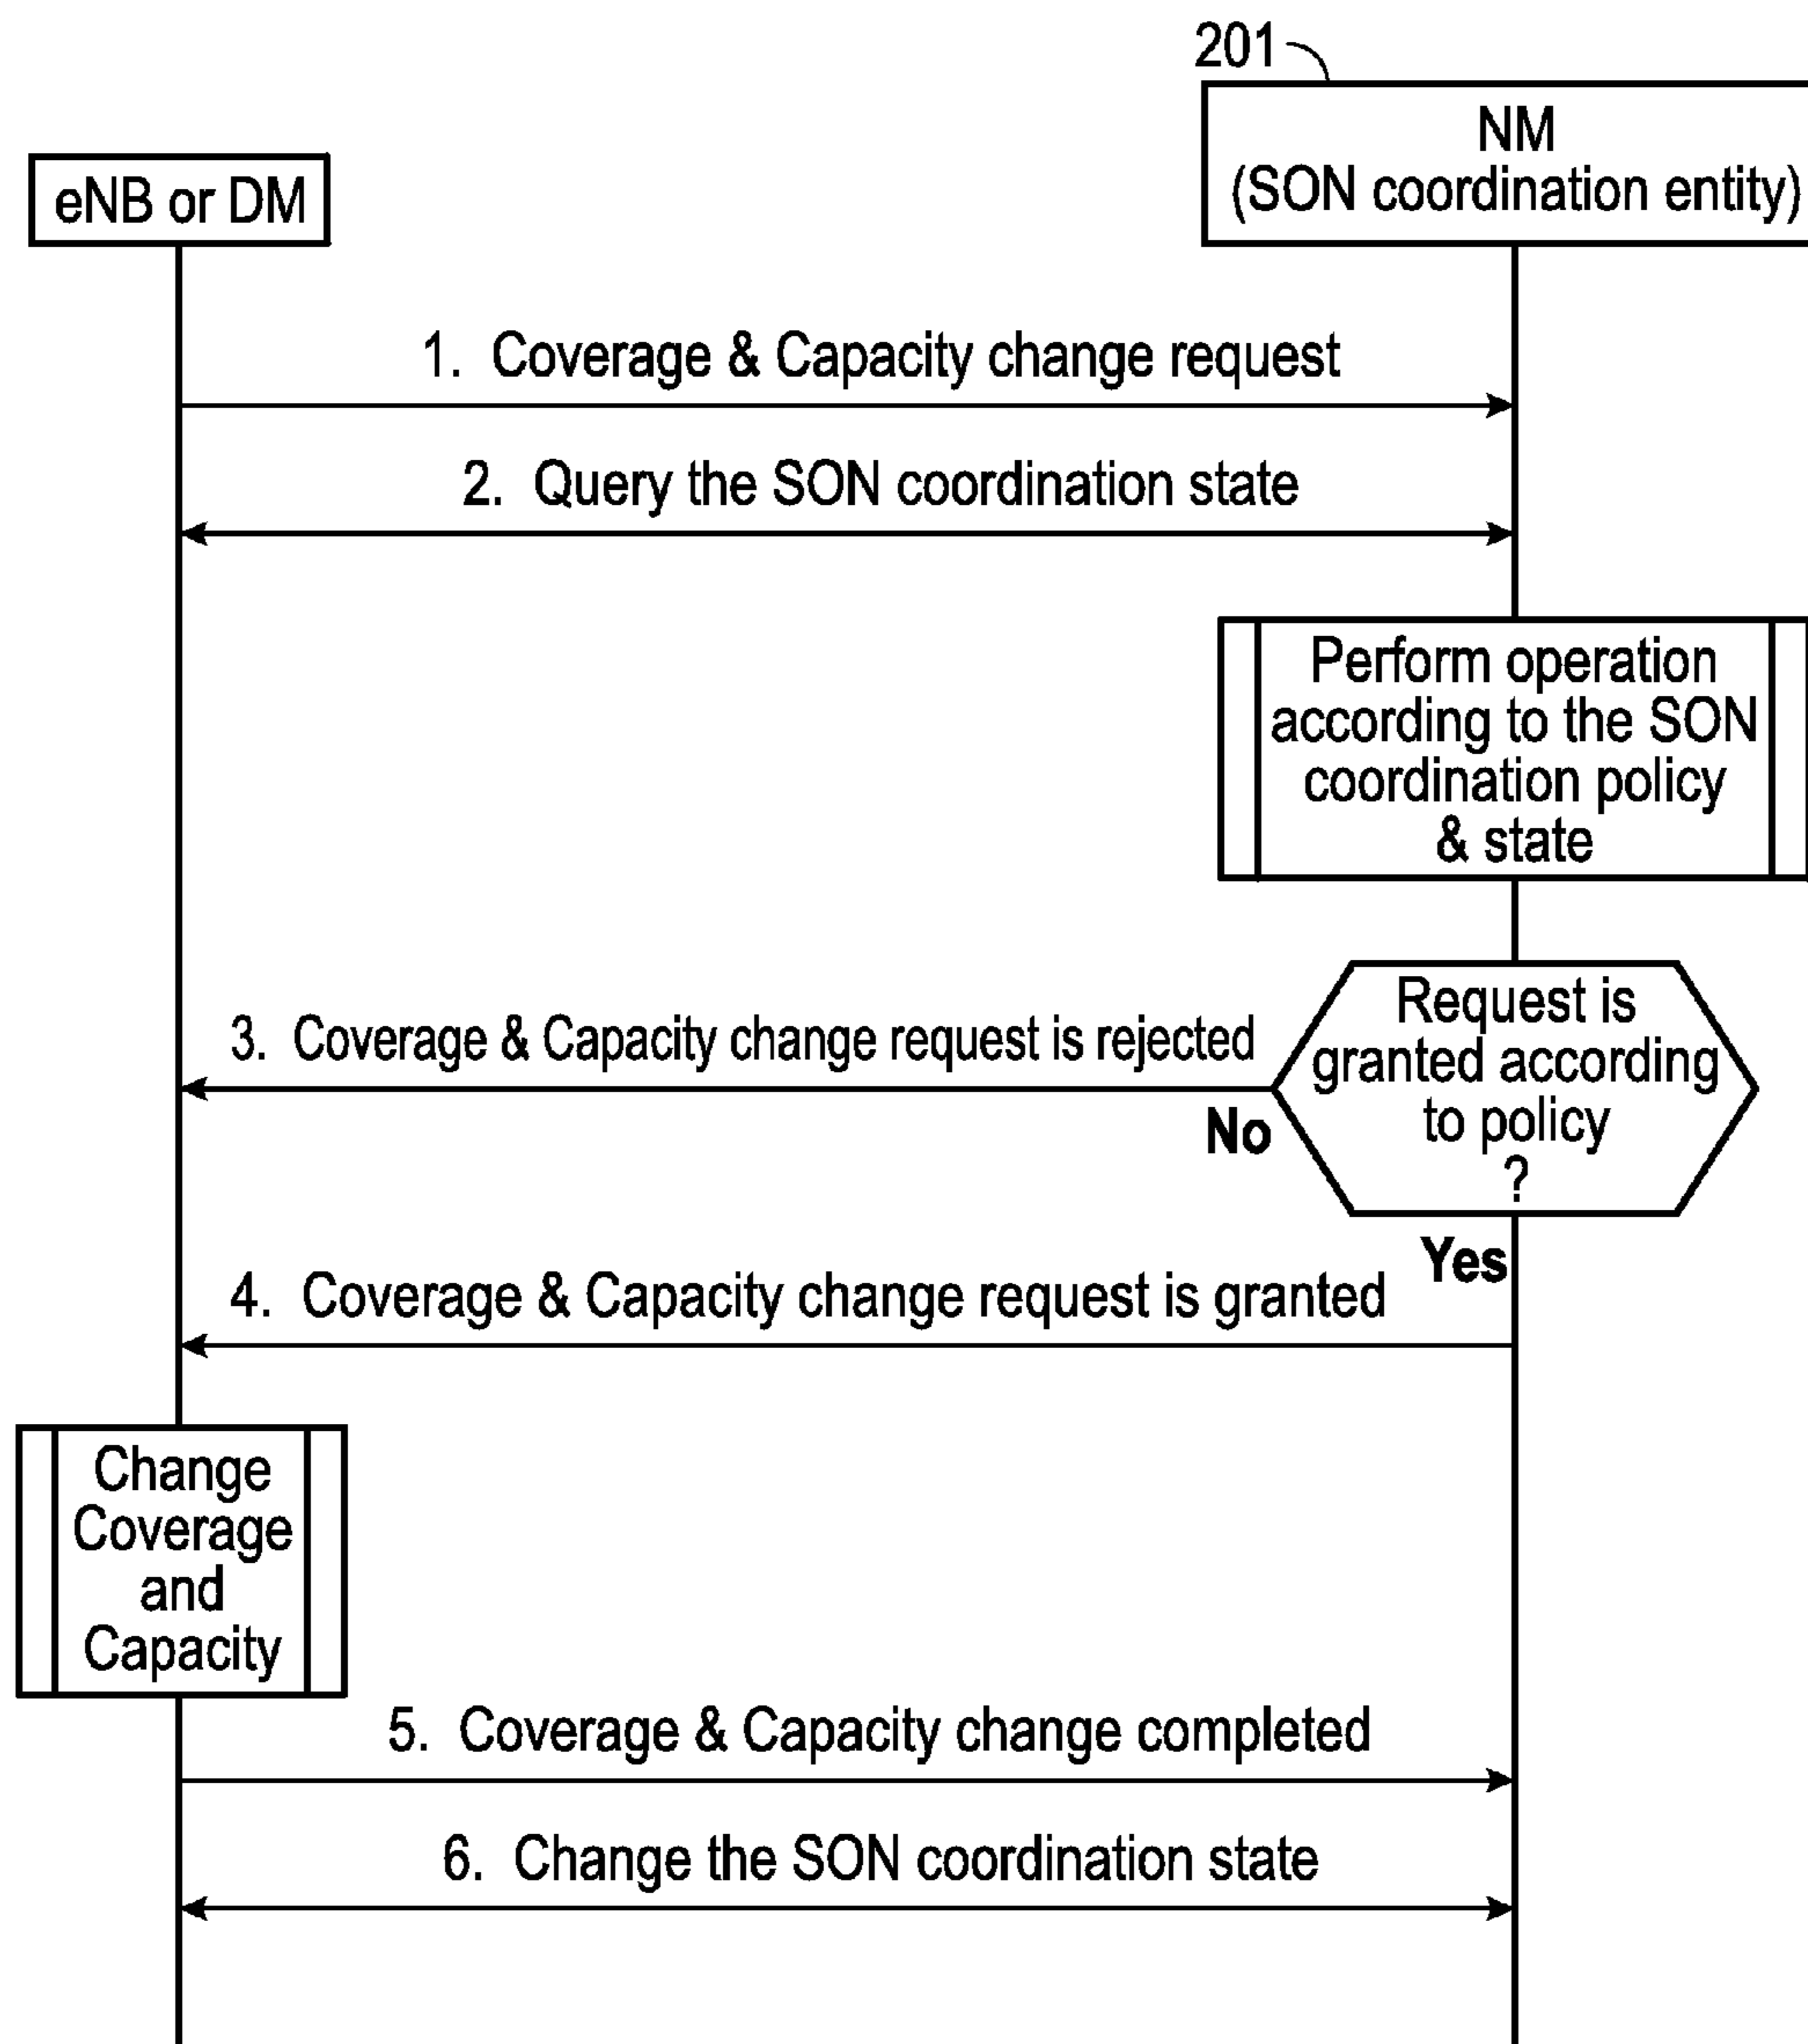 201
NM
(SON coordination entity)
eNB or DM
1. Coverage & Capacity change request
2. Query the SON coordination state
Perform operation
according to the SON
coordination policy
& state
Request is
granted according
to policy
?
3. Coverage & Capacity change request is rejected
No
Yes
4. Coverage & Capacity change request is granted
Change
Coverage
and
Capacity
5. Coverage & Capacity change completed
6. Change the SON coordination state